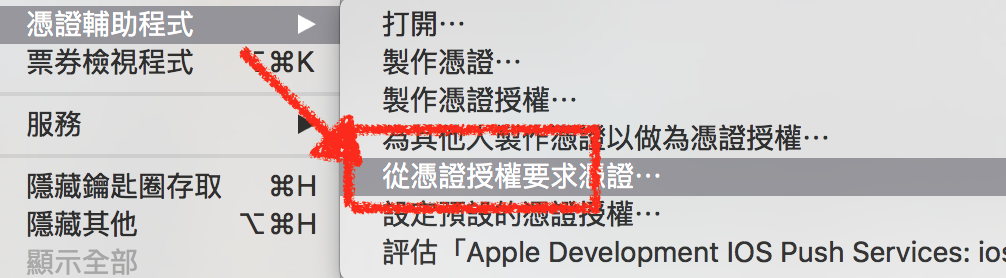 憑證輔助程式 ▶
票券檢視程式 ⌥⌘K
服務 ▶
隱藏鑰匙圈存取 ⌘H
隱藏其他 ⌥⌘H
顯示全部
打開…
製作憑證…
製作憑證授權…
為其他人製作憑證以做為憑證授權…
從憑證授權要求憑證…
設定預設的憑證授權…
評估「Apple Development IOS Push Services: ios